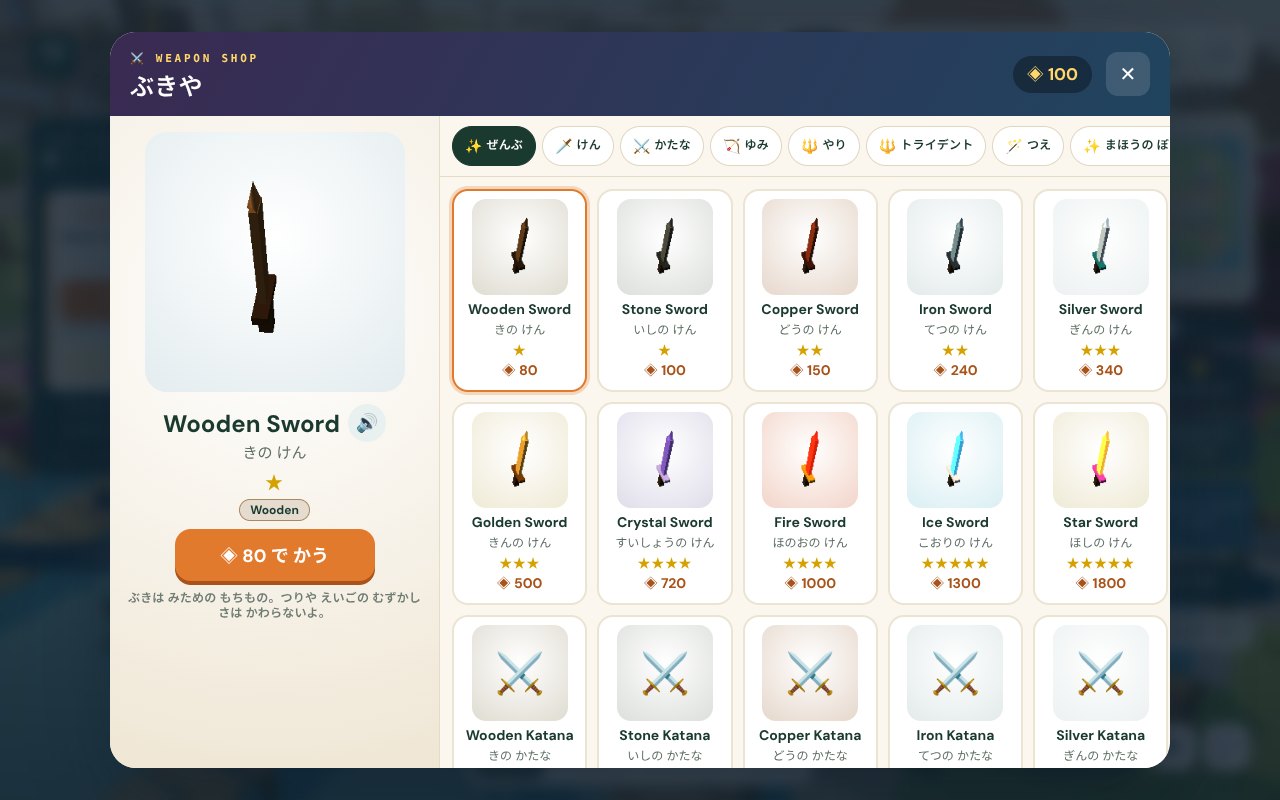 WEAPON SHOP
ぶきや
100
ぜんぶ
けん
かたな
ゆみ
やり
トライデント
つえ
まほうの ぼ
Wooden Sword
きの けん
★
Wooden
80 で かう
ぶきは みための もちもの。つりや えいごの むずかし
さは かわらないよ。
Wooden Sword
きの けん
★
80
Stone Sword
いしの けん
★
100
Copper Sword
どうの けん
★★
150
Iron Sword
てつの けん
★★
240
Silver Sword
ぎんの けん
★★★
340
Golden Sword
きんの けん
★★★
500
Crystal Sword
すいしょうの けん
★★★★
720
Fire Sword
ほのおの けん
★★★★
1000
Ice Sword
こおりの けん
★★★★★
1300
Star Sword
ほしの けん
★★★★★
1800
Wooden Katana
きの かたな
Stone Katana
いしの かたな
Copper Katana
どうの かたな
Iron Katana
てつの かたな
Silver Katana
ぎんの かたな